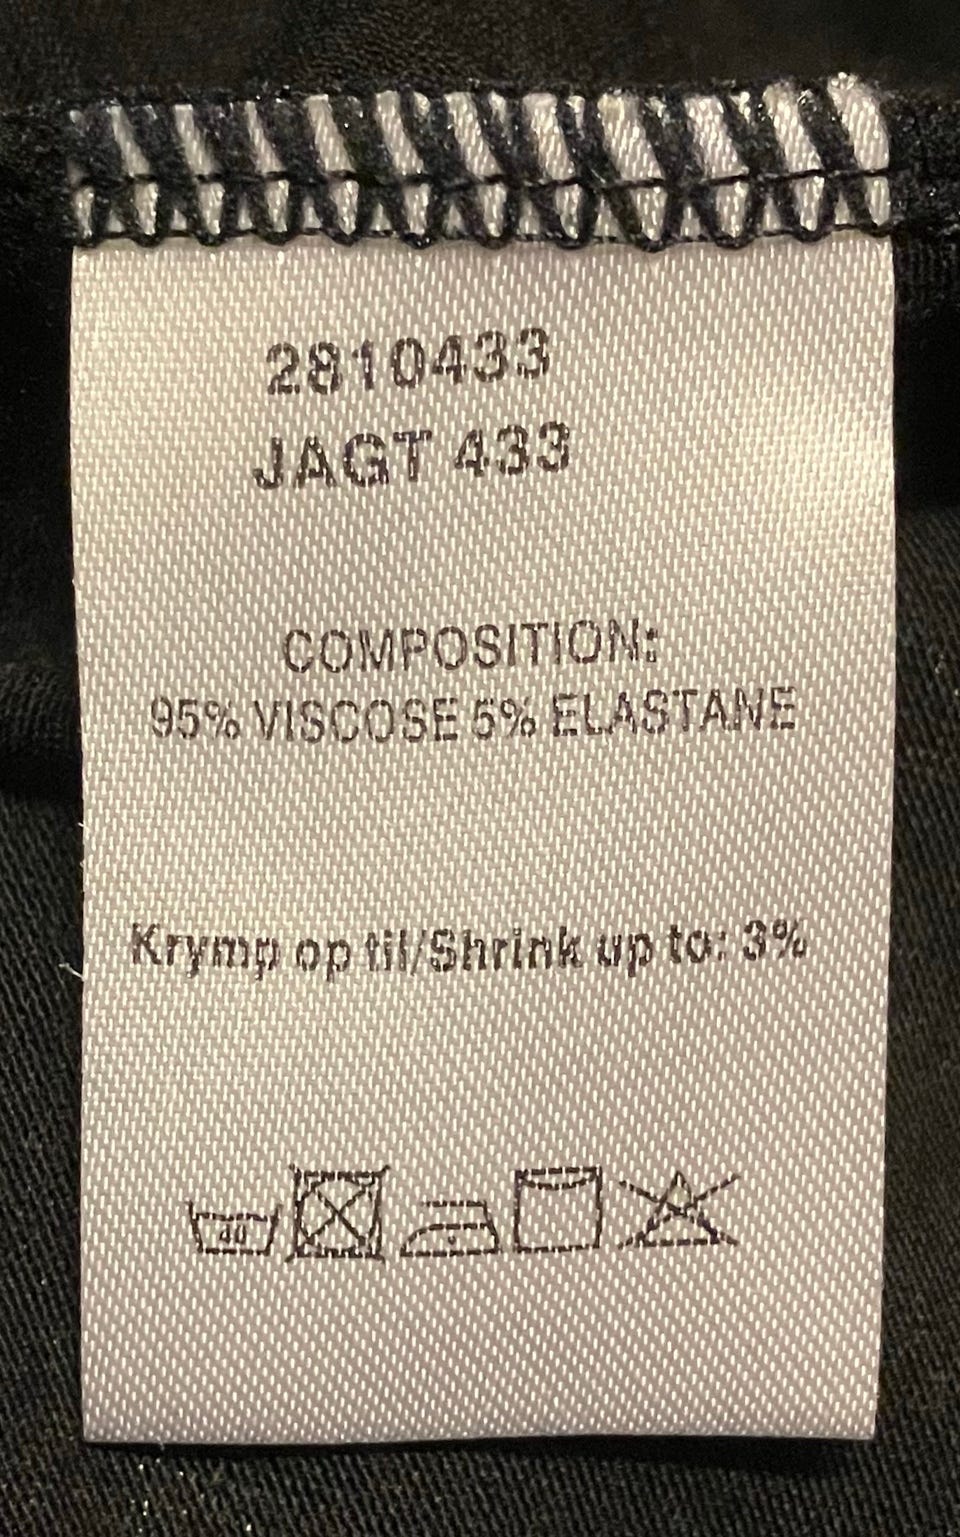 2810433
JAGT 433
COMPOSITION:
95% VISCOSE 5% ELASTANE
Krymp op til/Shrink up to: 3%
40